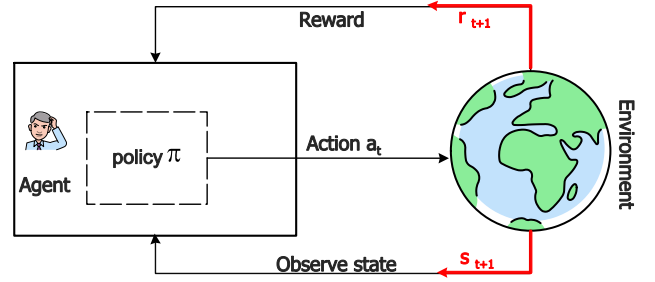 Reward
r t+1
policy π
Agent
Action at
Environment
Observe state
s t+1